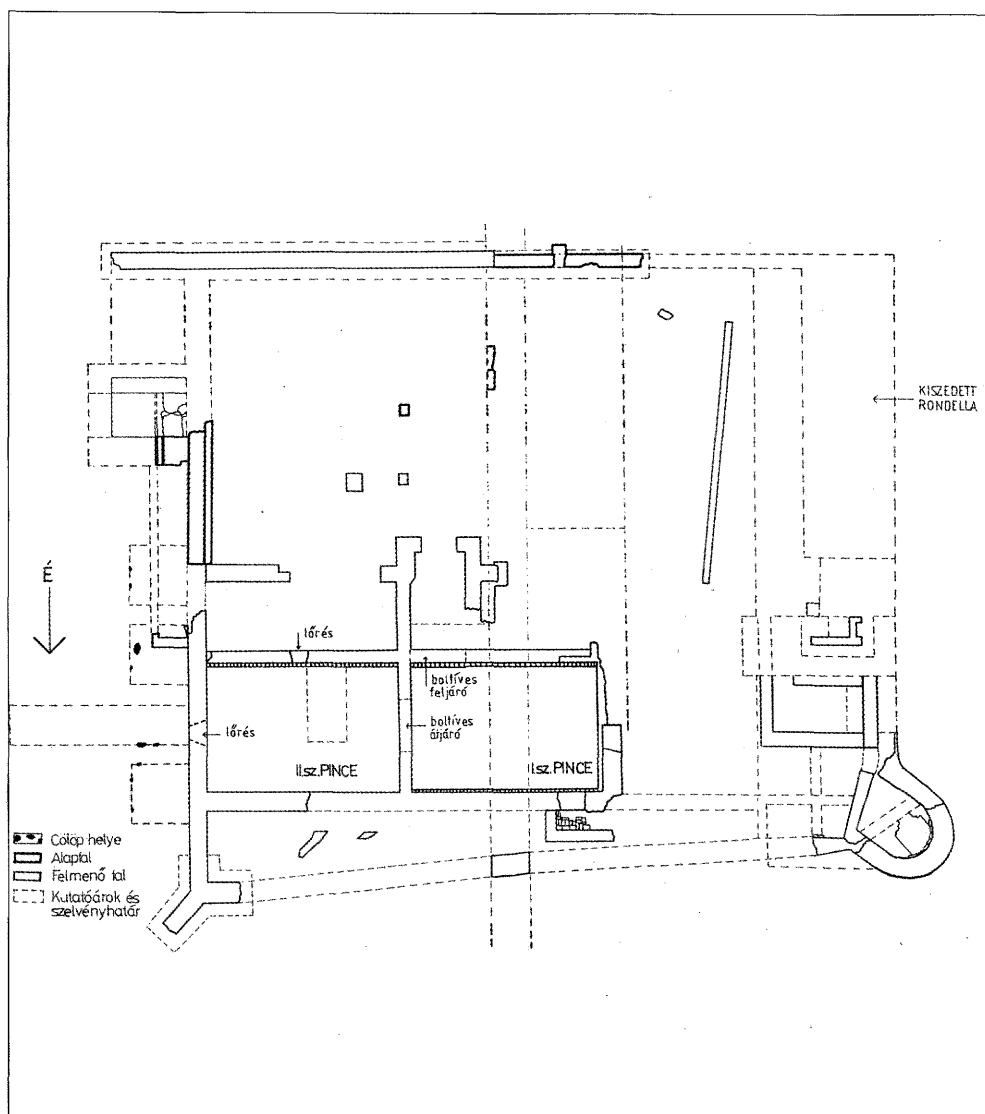 KISZEDETT
RONDELLA
É
lőrés
boltíves
feljáró
lőrés
boltíves
átjáró
II.sz.PINCE
I.sz.PINCE
Cölöp helye
Alapfal
Felmenő fal
Kutatóárok és
szelvényhatár